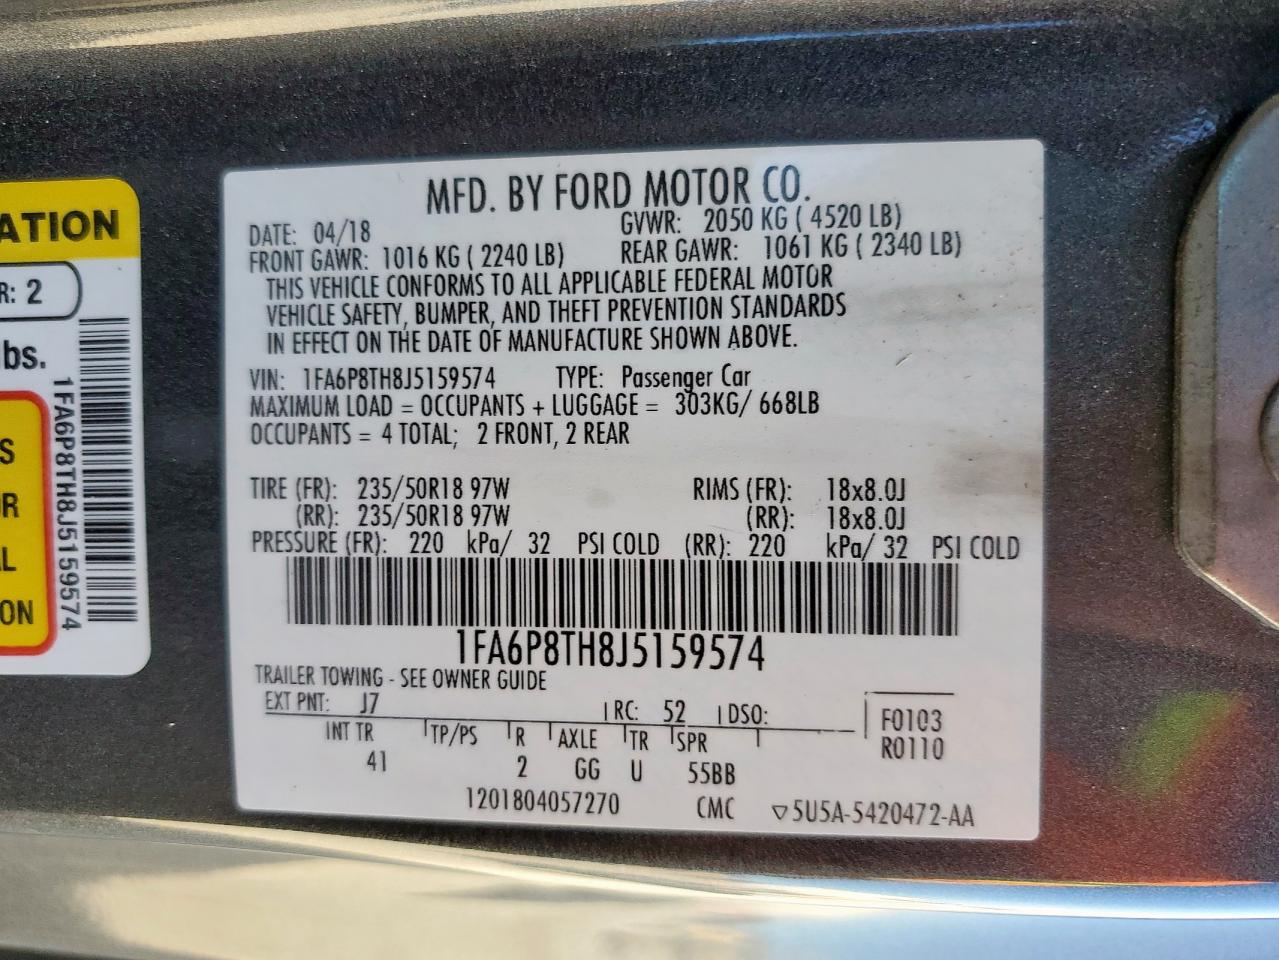 MFD. BY FORD MOTOR CO.
DATE: 04/18 GVWR: 2050 KG ( 4520 LB)
FRONT GAWR: 1016 KG ( 2240 LB) REAR GAWR: 1061 KG ( 2340 LB)
THIS VEHICLE CONFORMS TO ALL APPLICABLE FEDERAL MOTOR
VEHICLE SAFETY, BUMPER, AND THEFT PREVENTION STANDARDS
IN EFFECT ON THE DATE OF MANUFACTURE SHOWN ABOVE.
VIN: 1FA6P8TH8J5159574 TYPE: Passenger Car
MAXIMUM LOAD = OCCUPANTS + LUGGAGE = 303KG/ 668LB
OCCUPANTS = 4 TOTAL; 2 FRONT, 2 REAR
TIRE (FR): 235/50R18 97W RIMS (FR): 18x8.0J
(RR): 235/50R18 97W (RR): 18x8.0J
PRESSURE (FR): 220 kPa/ 32 PSI COLD (RR): 220 kPa/ 32 PSI COLD
1FA6P8TH8J5159574
TRAILER TOWING - SEE OWNER GUIDE
EXT PNT: J7 RC: 52 DSO: F0103
INT TR TP/PS R AXLE TR SPR R0110
41 2 GG U 55BB
1201804057270 CMC ▽5U5A-5420472-AA
ATION
R: 2
bs.
1FA6P8TH8J5159574
S
OR
L
ON